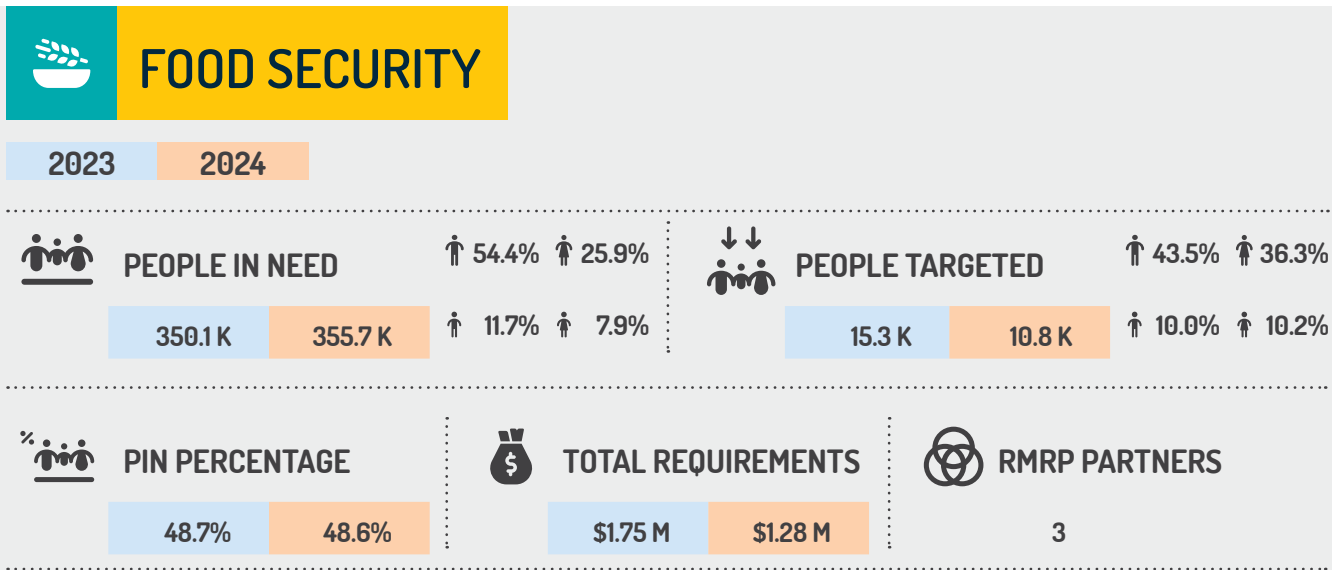 FOOD SECURITY
2023 2024
PEOPLE IN NEED
54.4% 25.9%
350.1 K 355.7 K
11.7% 7.9%
PEOPLE TARGETED
43.5% 36.3%
15.3 K 10.8 K
10.0% 10.2%
% PIN PERCENTAGE
48.7% 48.6%
$ TOTAL REQUIREMENTS
$1.75 M $1.28 M
RMRP PARTNERS
3